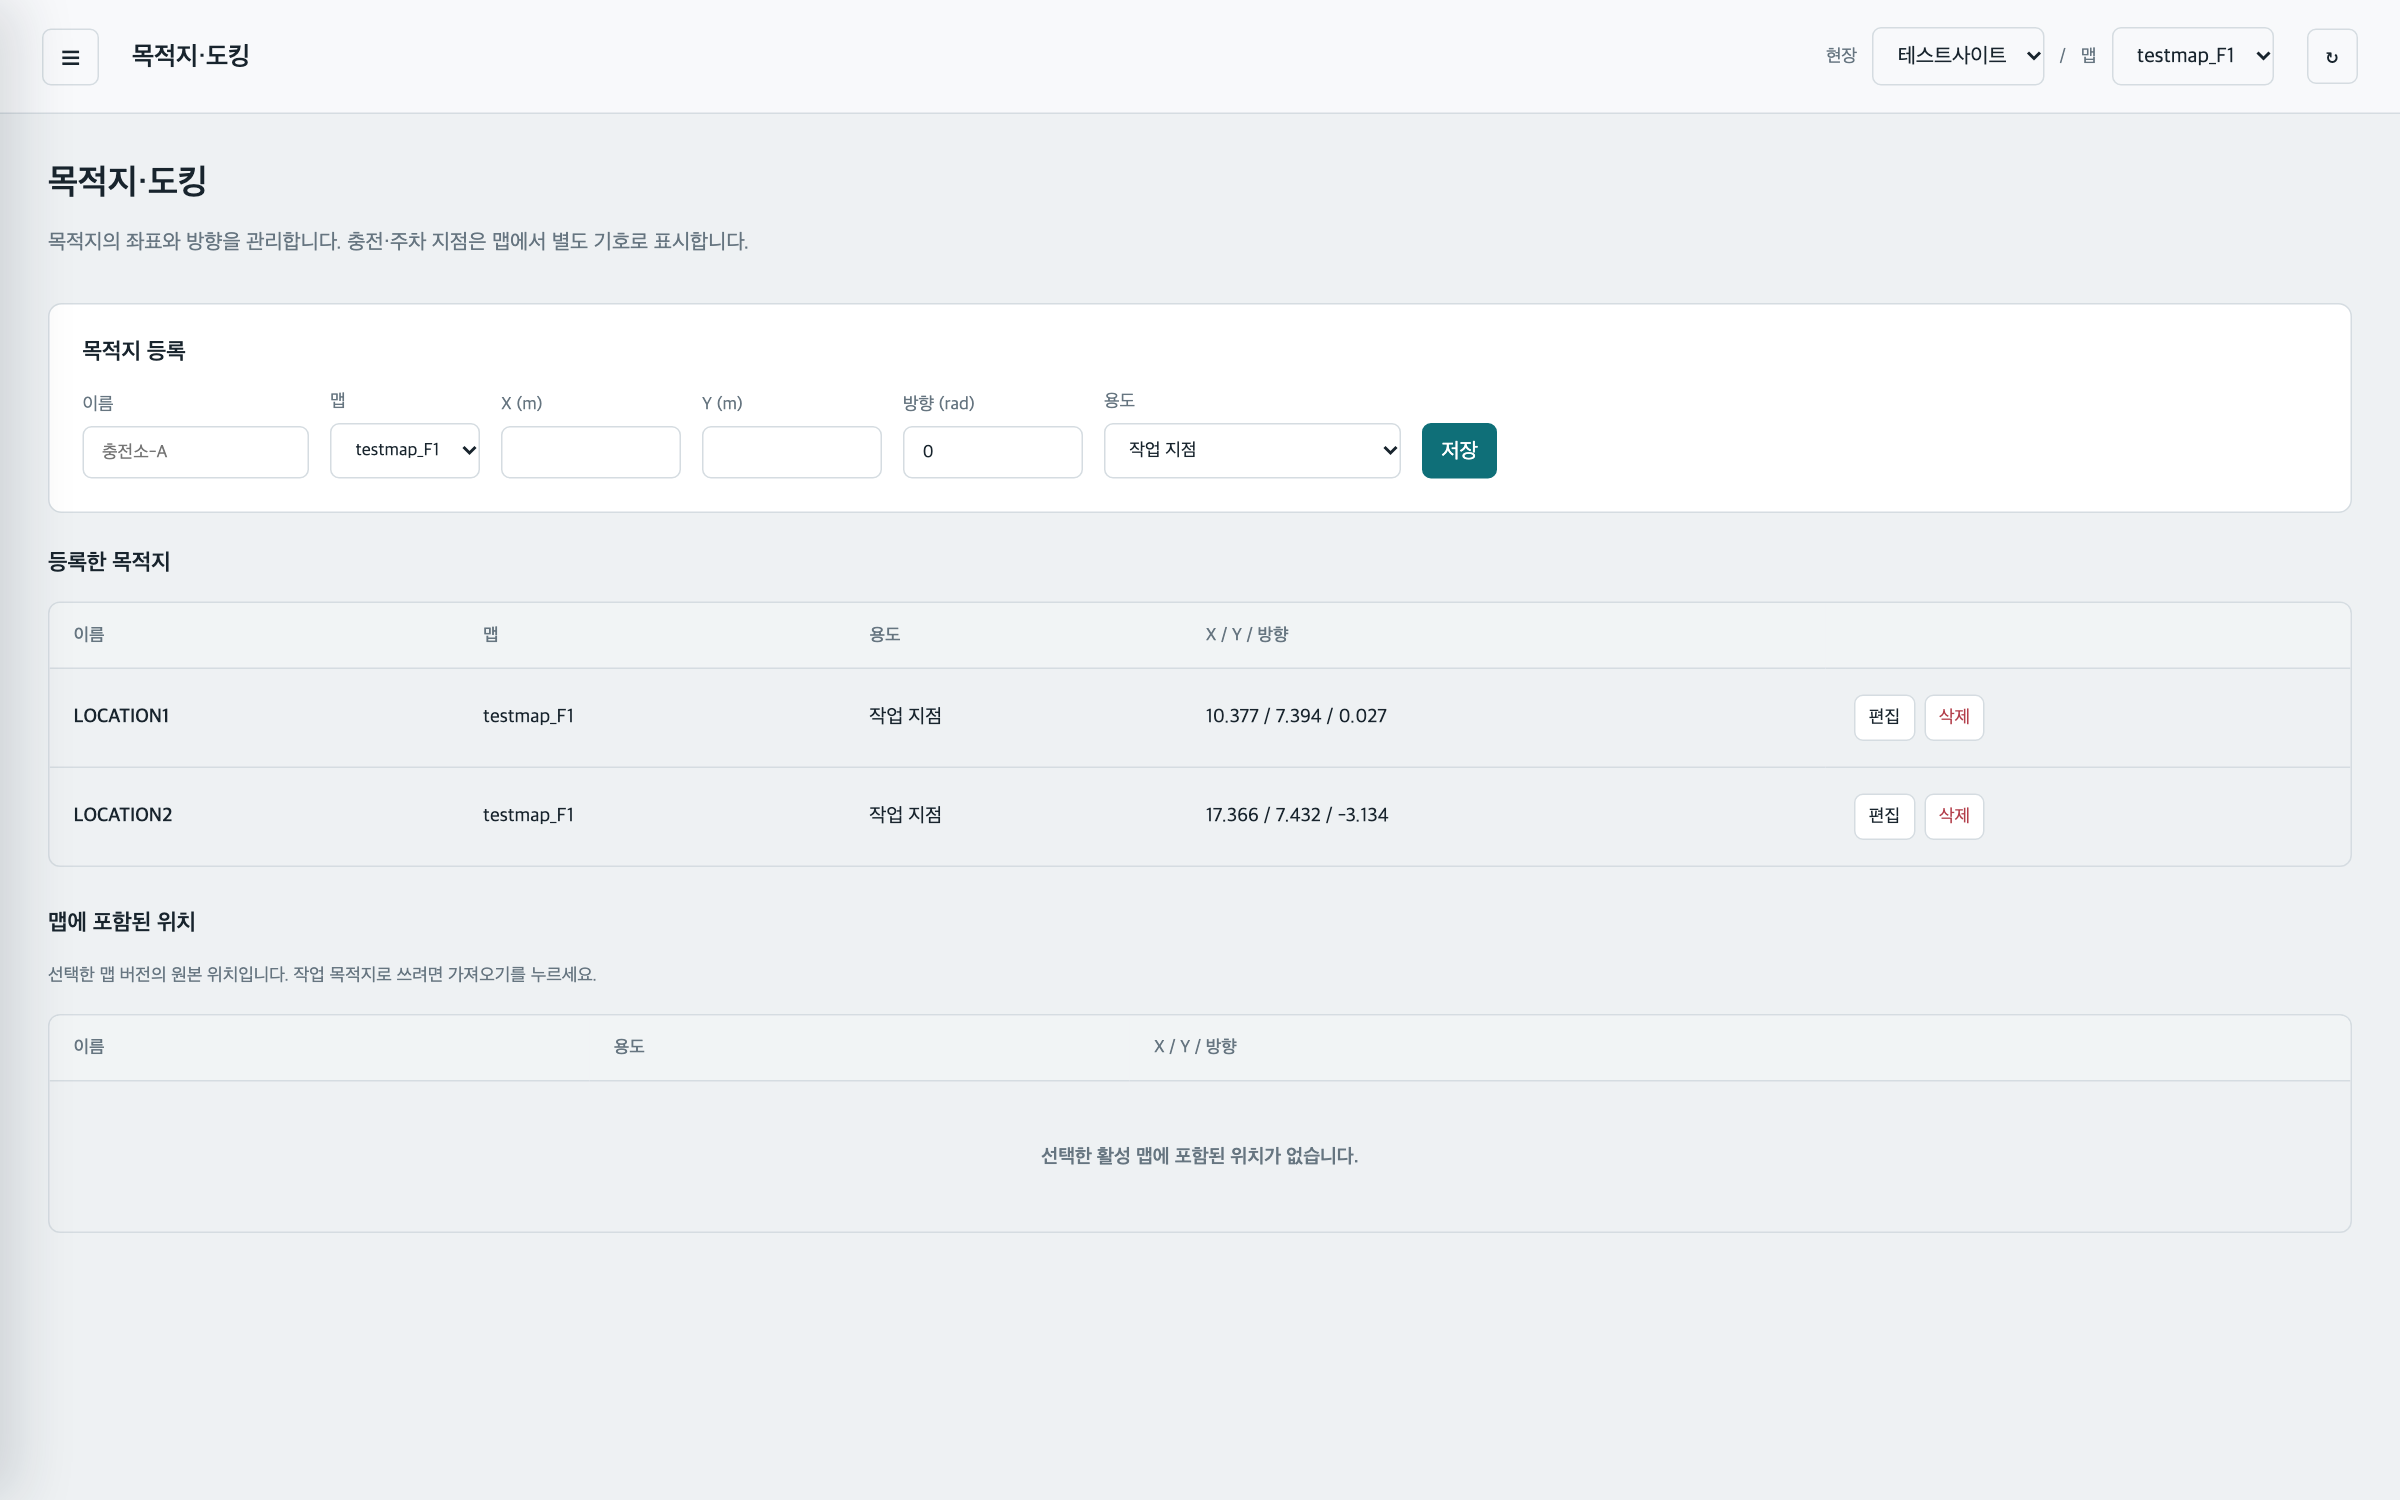 ≡ 목적지·도킹 현장 테스트사이트 / 맵 testmap_F1 ↻
목적지·도킹
목적지의 좌표와 방향을 관리합니다. 충전·주차 지점은 맵에서 별도 기호로 표시합니다.
목적지 등록
이름 맵 X (m) Y (m) 방향 (rad) 용도
충전소-A testmap_F1 0 작업 지점 저장
등록한 목적지
이름 맵 용도 X / Y / 방향
LOCATION1 testmap_F1 작업 지점 10.377 / 7.394 / 0.027 편집 삭제
LOCATION2 testmap_F1 작업 지점 17.366 / 7.432 / -3.134 편집 삭제
맵에 포함된 위치
선택한 맵 버전의 원본 위치입니다. 작업 목적지로 쓰려면 가져오기를 누르세요.
이름 용도 X / Y / 방향
선택한 활성 맵에 포함된 위치가 없습니다.